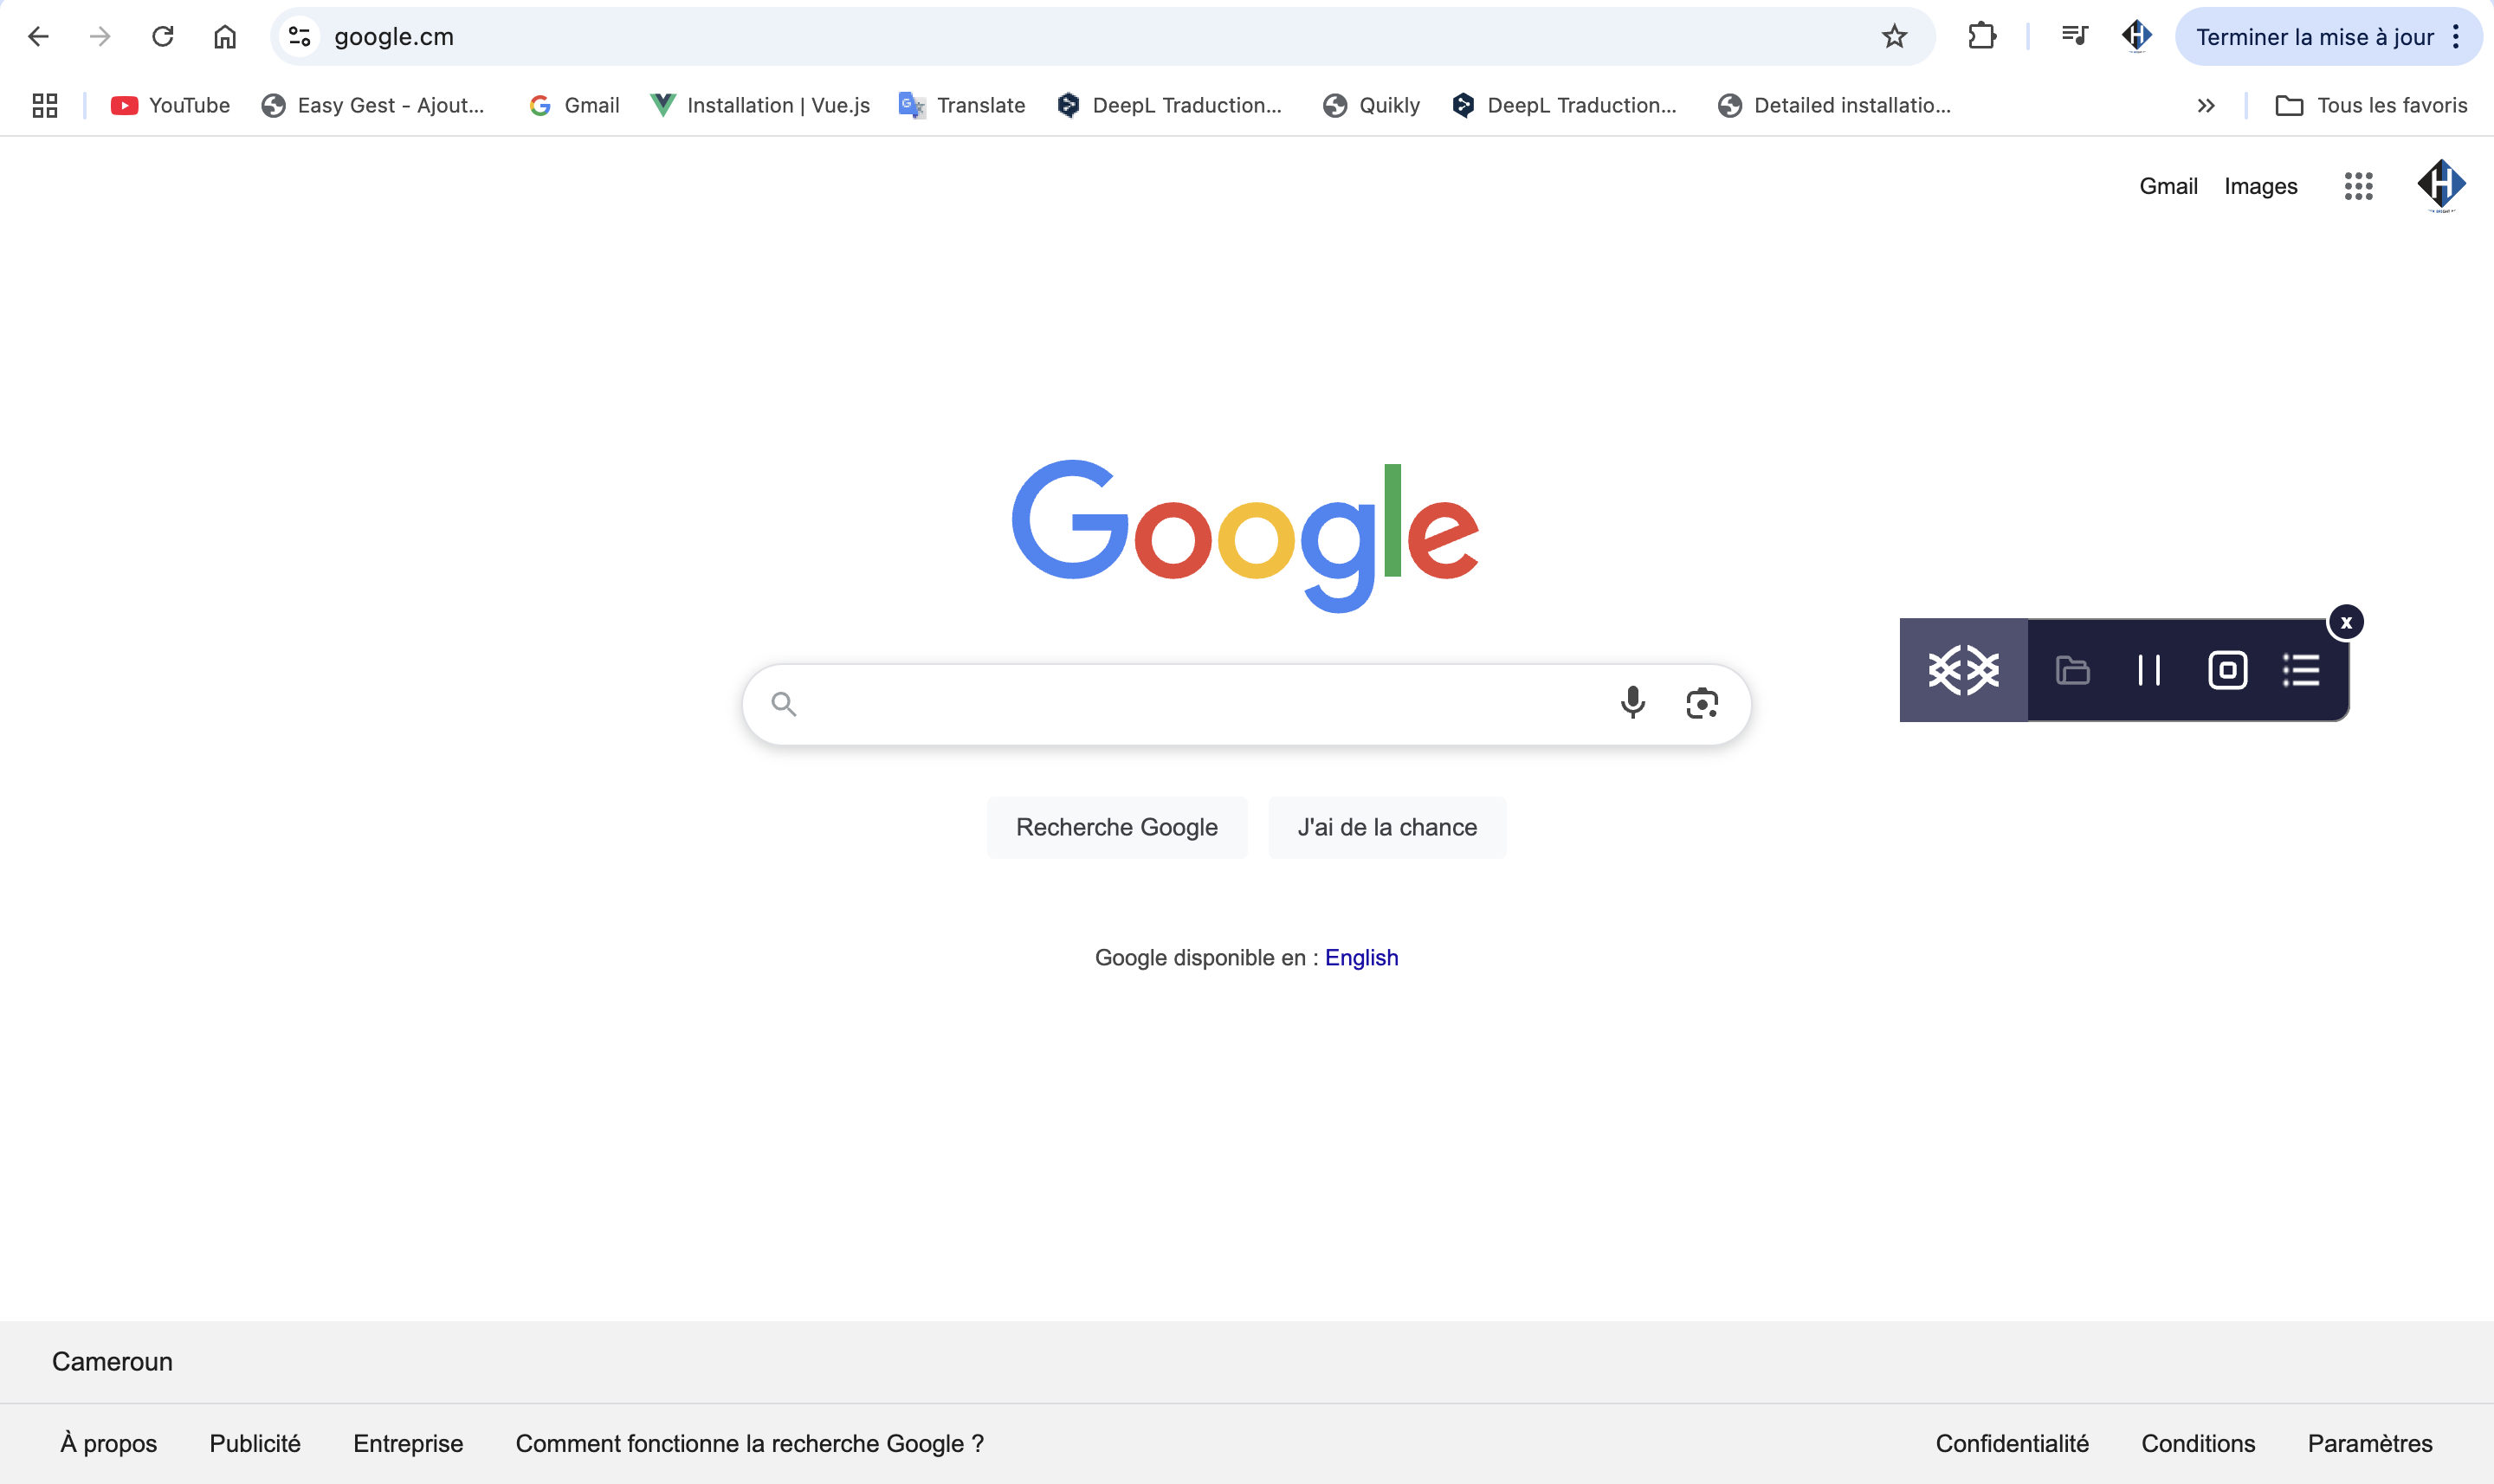 google.cm
Terminer la mise à jour
YouTube Easy Gest - Ajout... Gmail Installation | Vue.js Translate DeepL Traduction... Quikly DeepL Traduction... Detailed installatio... Tous les favoris
Gmail Images
Google
x
Recherche Google J'ai de la chance
Google disponible en : English
Cameroun
À propos Publicité Entreprise Comment fonctionne la recherche Google ? Confidentialité Conditions Paramètres